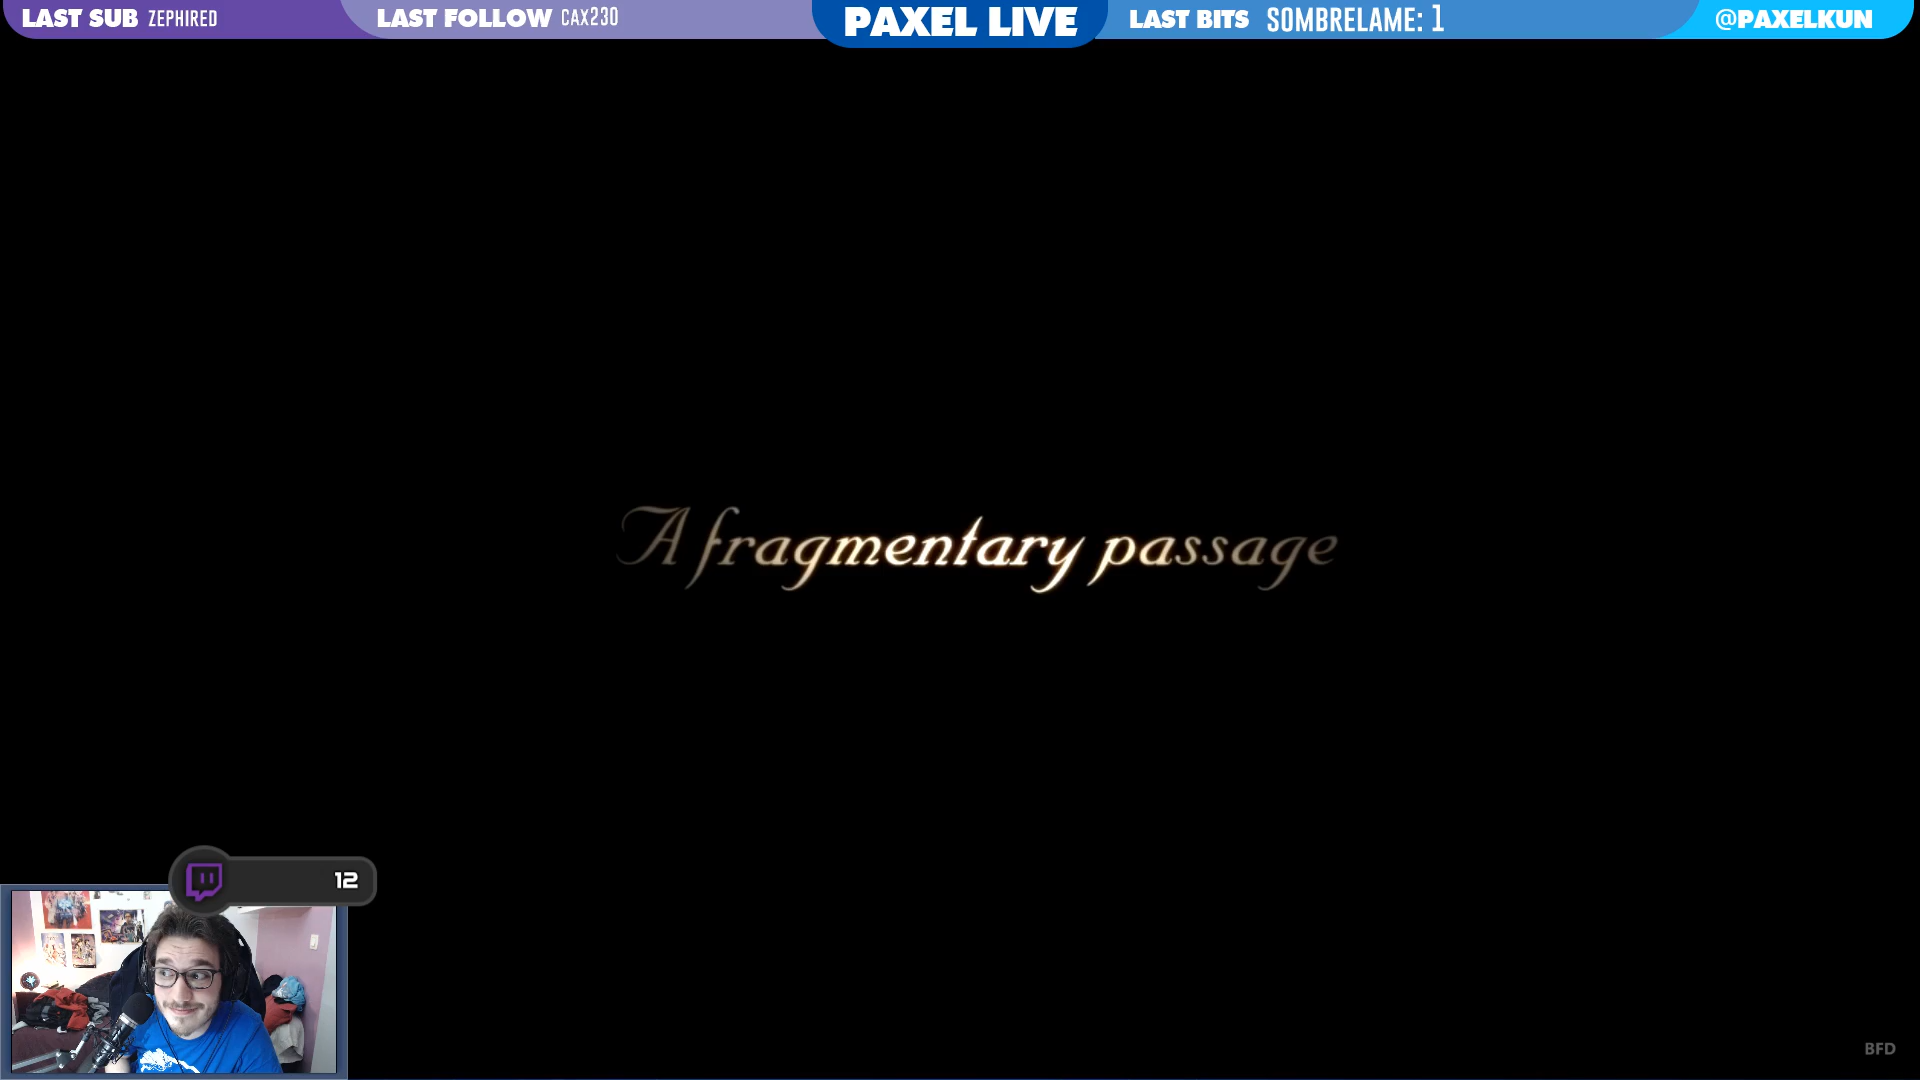 LAST SUB ZEPHIRED
LAST FOLLOW CAX230
PAXEL LIVE
LAST BITS SOMBRELAME: 1
@PAXELKUN
A fragmentary passage
12
BFD